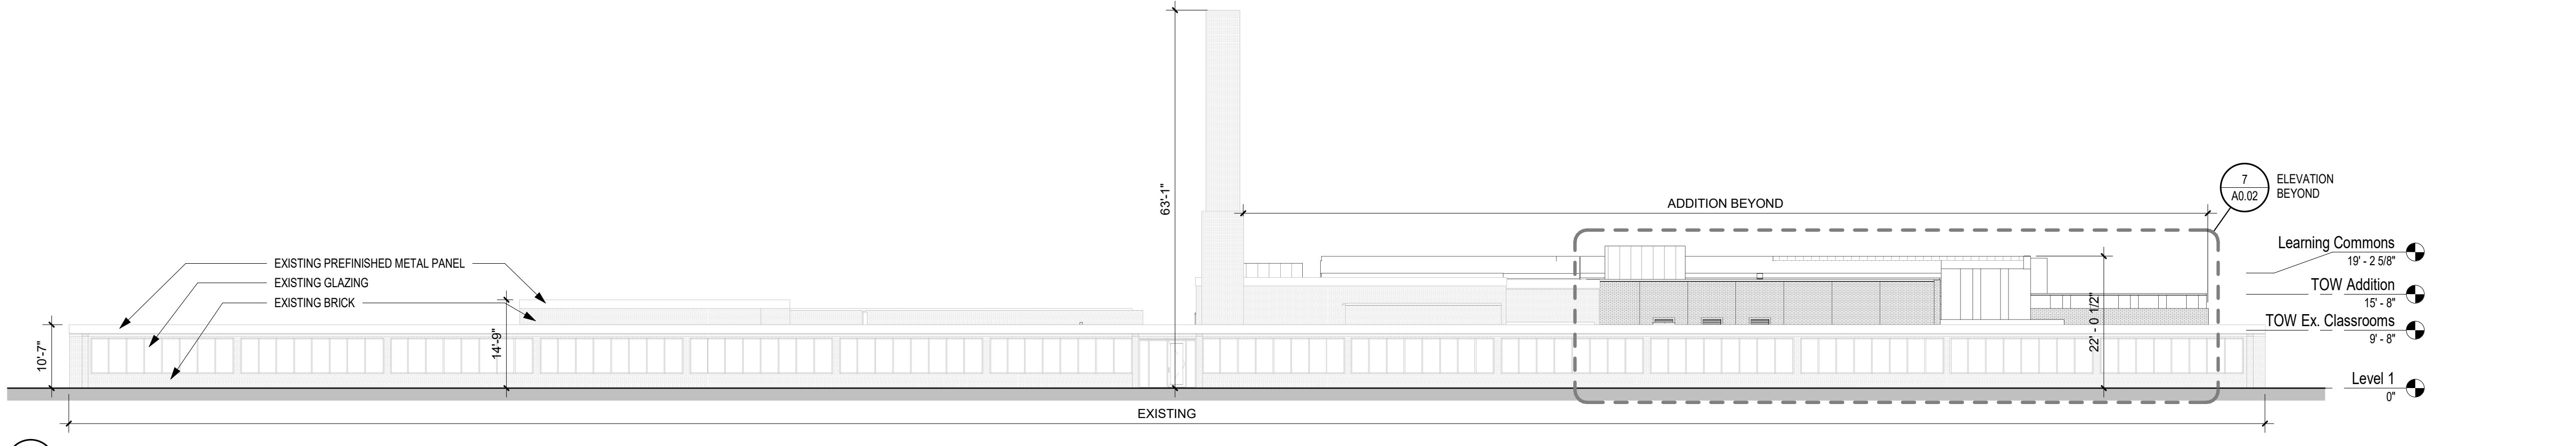 63'-1"
7
A0.02
ELEVATION
BEYOND
ADDITION BEYOND
Learning Commons
19' - 2 5/8"
EXISTING PREFINISHED METAL PANEL
EXISTING GLAZING
EXISTING BRICK
TOW Addition
15' - 8"
TOW Ex. Classrooms
9' - 8"
10'-7"
14'-9"
22' - 0 1/2"
Level 1
0"
EXISTING